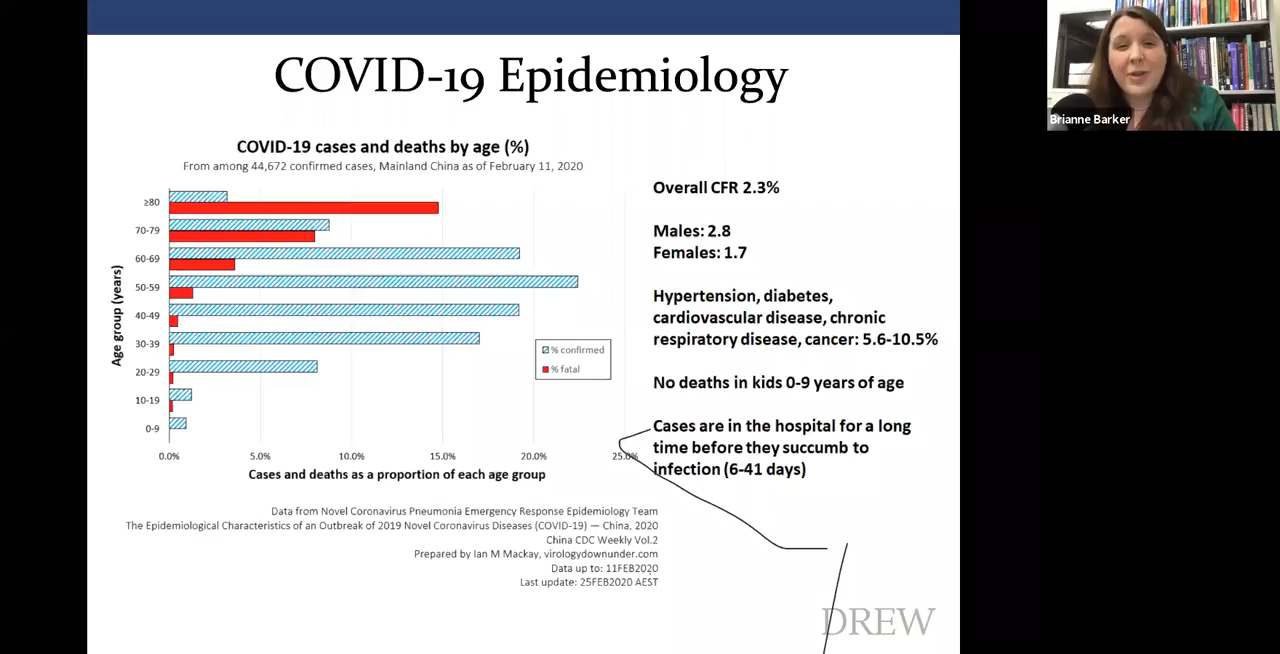 COVID-19 Epidemiology
COVID-19 cases and deaths by age (%)
From among 44,672 confirmed cases, Mainland China as of February 11, 2020
Age group (years)
≥80
70-79
60-69
50-59
40-49
30-39
20-29
10-19
0-9
0.0%
5.0%
10.0%
15.0%
20.0%
25.0%
% confirmed
% fatal
Cases and deaths as a proportion of each age group
Data from Novel Coronavirus Pneumonia Emergency Response Epidemiology Team
The Epidemiological Characteristics of an Outbreak of 2019 Novel Coronavirus Diseases (COVID-19) — China, 2020
China CDC Weekly Vol.2
Prepared by Ian M Mackay, virologydownunder.com
Data up to: 11FEB2020
Last update: 25FEB2020 AEST
Overall CFR 2.3%
Males: 2.8
Females: 1.7
Hypertension, diabetes,
cardiovascular disease, chronic
respiratory disease, cancer: 5.6-10.5%
No deaths in kids 0-9 years of age
Cases are in the hospital for a long
time before they succumb to
infection (6-41 days)
DREW
Brianne Barker